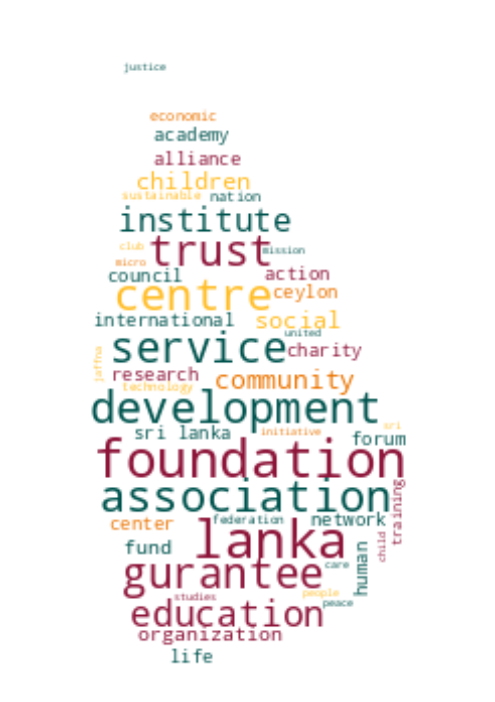 justice
economic
academy
alliance
children
sustainable nation
institute
club trust mission
micro
council action
centre ceylon
international social
united
service charity
jaffna research community
technology
development
sri lanka initiative sri
forum
foundation
association training
center federation network
lanka child
fund human
gurantee care
studies people
peace
education
organization
life